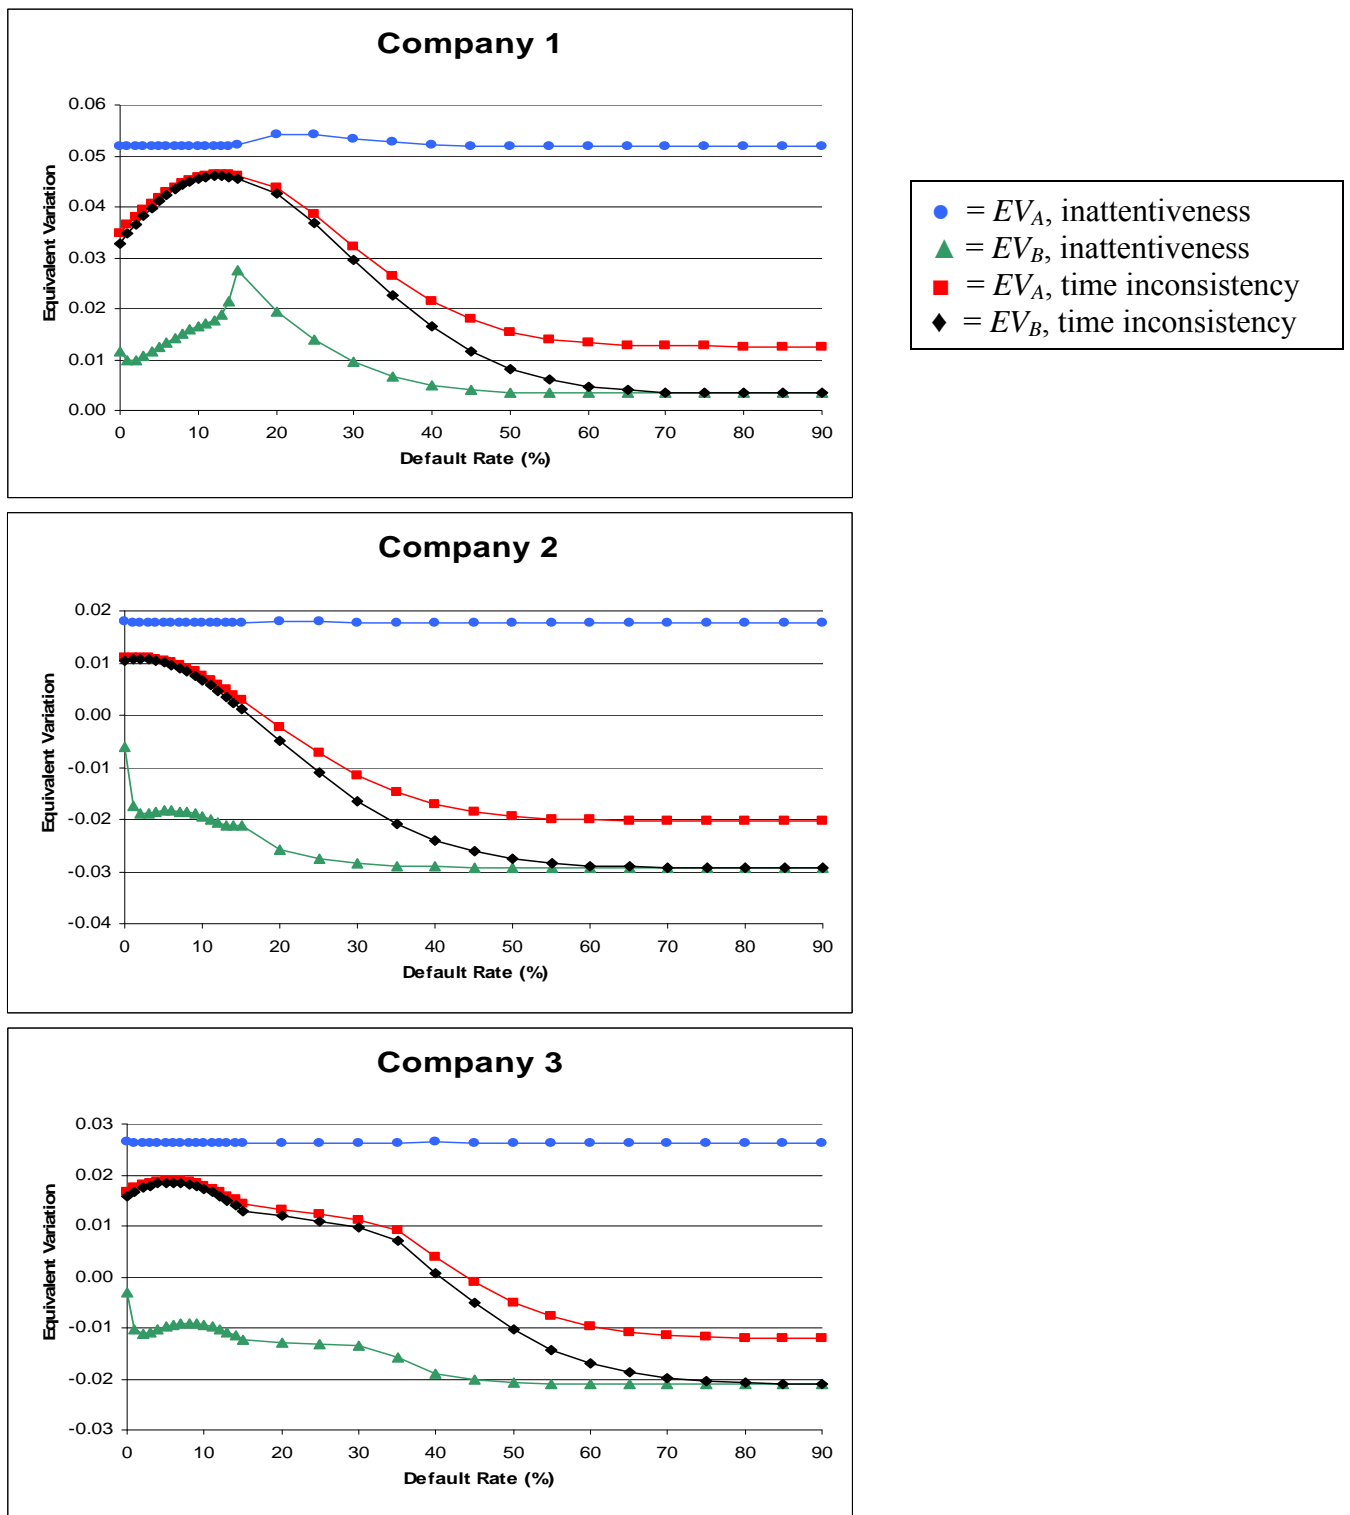 Company 1
Equivalent Variation
0.06
0.05
0.04
0.03
0.02
0.01
0.00
0 10 20 30 40 50 60 70 80 90
Default Rate (%)
= EV_A, inattentiveness
= EV_B, inattentiveness
= EV_A, time inconsistency
= EV_B, time inconsistency
Company 2
Equivalent Variation
0.02
0.01
0.00
-0.01
-0.02
-0.03
-0.04
0 10 20 30 40 50 60 70 80 90
Default Rate (%)
Company 3
Equivalent Variation
0.03
0.02
0.01
0.00
-0.01
-0.02
-0.03
0 10 20 30 40 50 60 70 80 90
Default Rate (%)